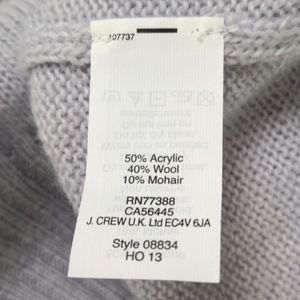 107737
50% Acrylic
40% Wool
10% Mohair
RN77388
CA56445
J. CREW U.K. Ltd EC4V 6JA
Style 08834
HO 13